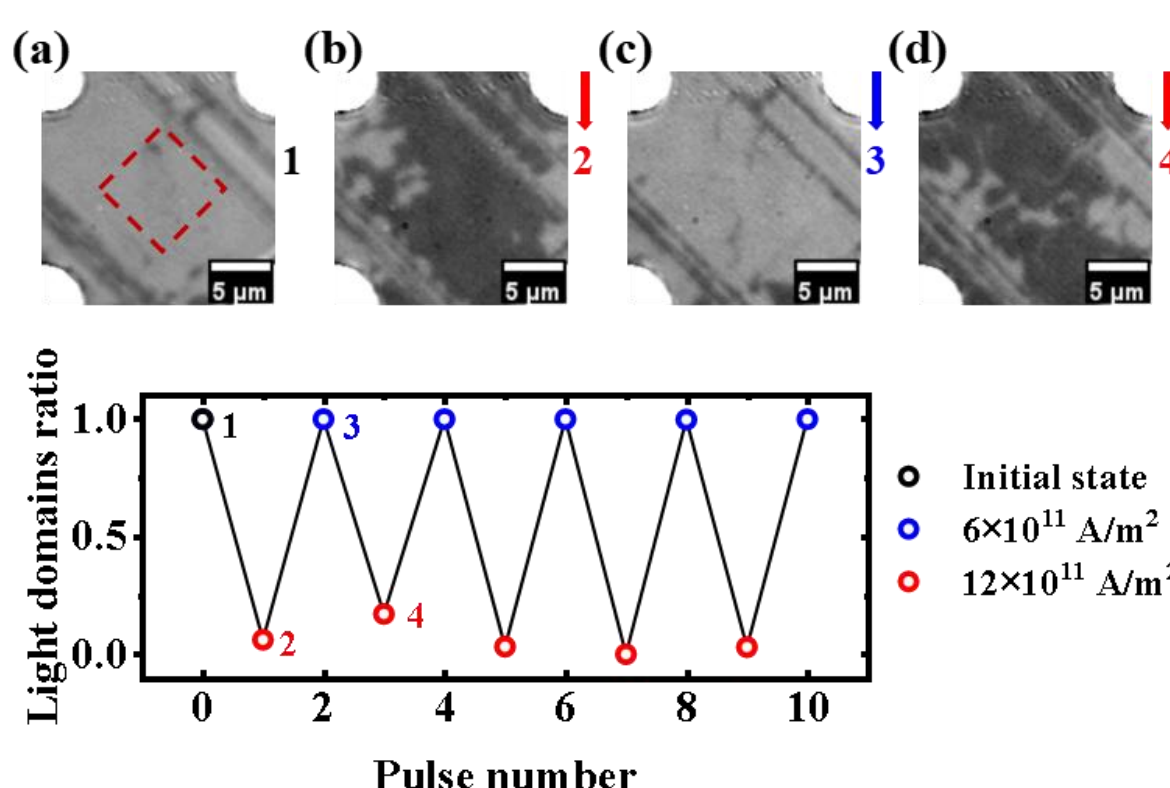 (a) (b) (c) (d)
1 2 3 4
5 µm 5 µm 5 µm 5 µm
Light domains ratio
1.0
0.5
0.0
1 3
2 4
0 2 4 6 8 10
Pulse number
Initial state
6×10¹¹ A/m²
12×10¹¹ A/m²